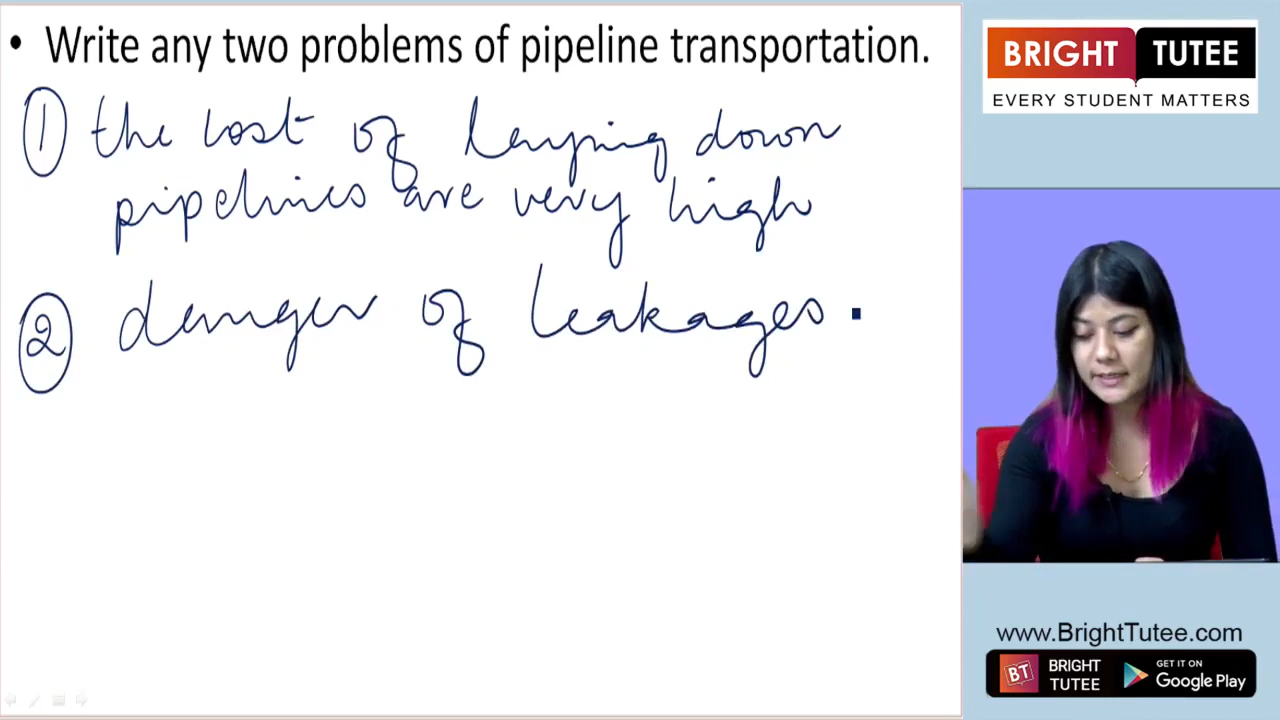 • Write any two problems of pipeline transportation.
① the cost of laying down
pipelines are very high
② danger of leakages .
BRIGHT TUTEE
EVERY STUDENT MATTERS
www.BrightTutee.com
BT
BRIGHT
TUTEE
GET IT ON
Google Play